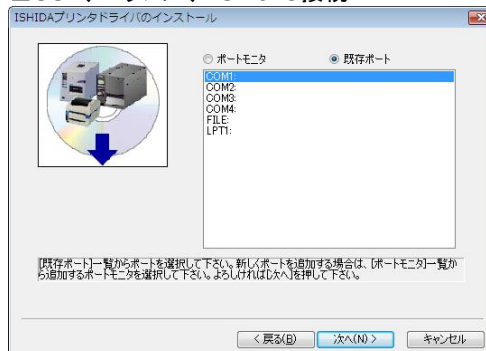 ISHIDAプリンタドライバのインストール
ポートモニタ 既存ポート
COM1:
COM2:
COM3:
COM4:
FILE:
LPT1:
[既存ポート]一覧からポートを選択して下さい。新しくポートを追加する場合は、[ポートモニタ]一覧か
ら追加するポートモニタを選択して下さい。よろしければ[次へ]を押して下さい。
< 戻る(B) 次へ(N) > キャンセル